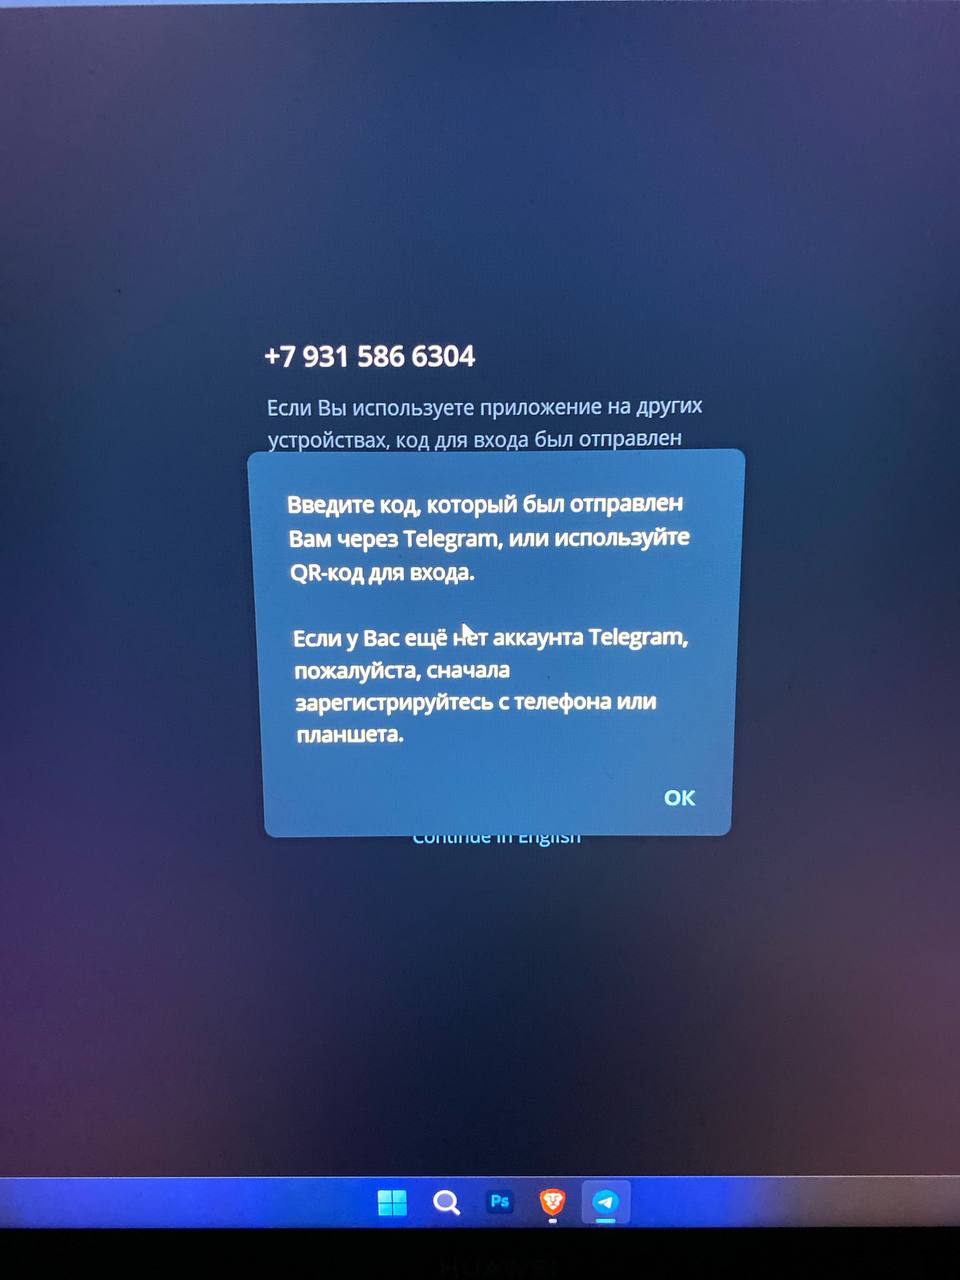 +7 931 586 6304
Если Вы используете приложение на других
устройствах, код для входа был отправлен
Введите код, который был отправлен
Вам через Telegram, или используйте
QR-код для входа.
Если у Вас ещё нет аккаунта Telegram,
пожалуйста, сначала
зарегистрируйтесь с телефона или
планшета.
OK
Continue in English
Ps
HUAWEI